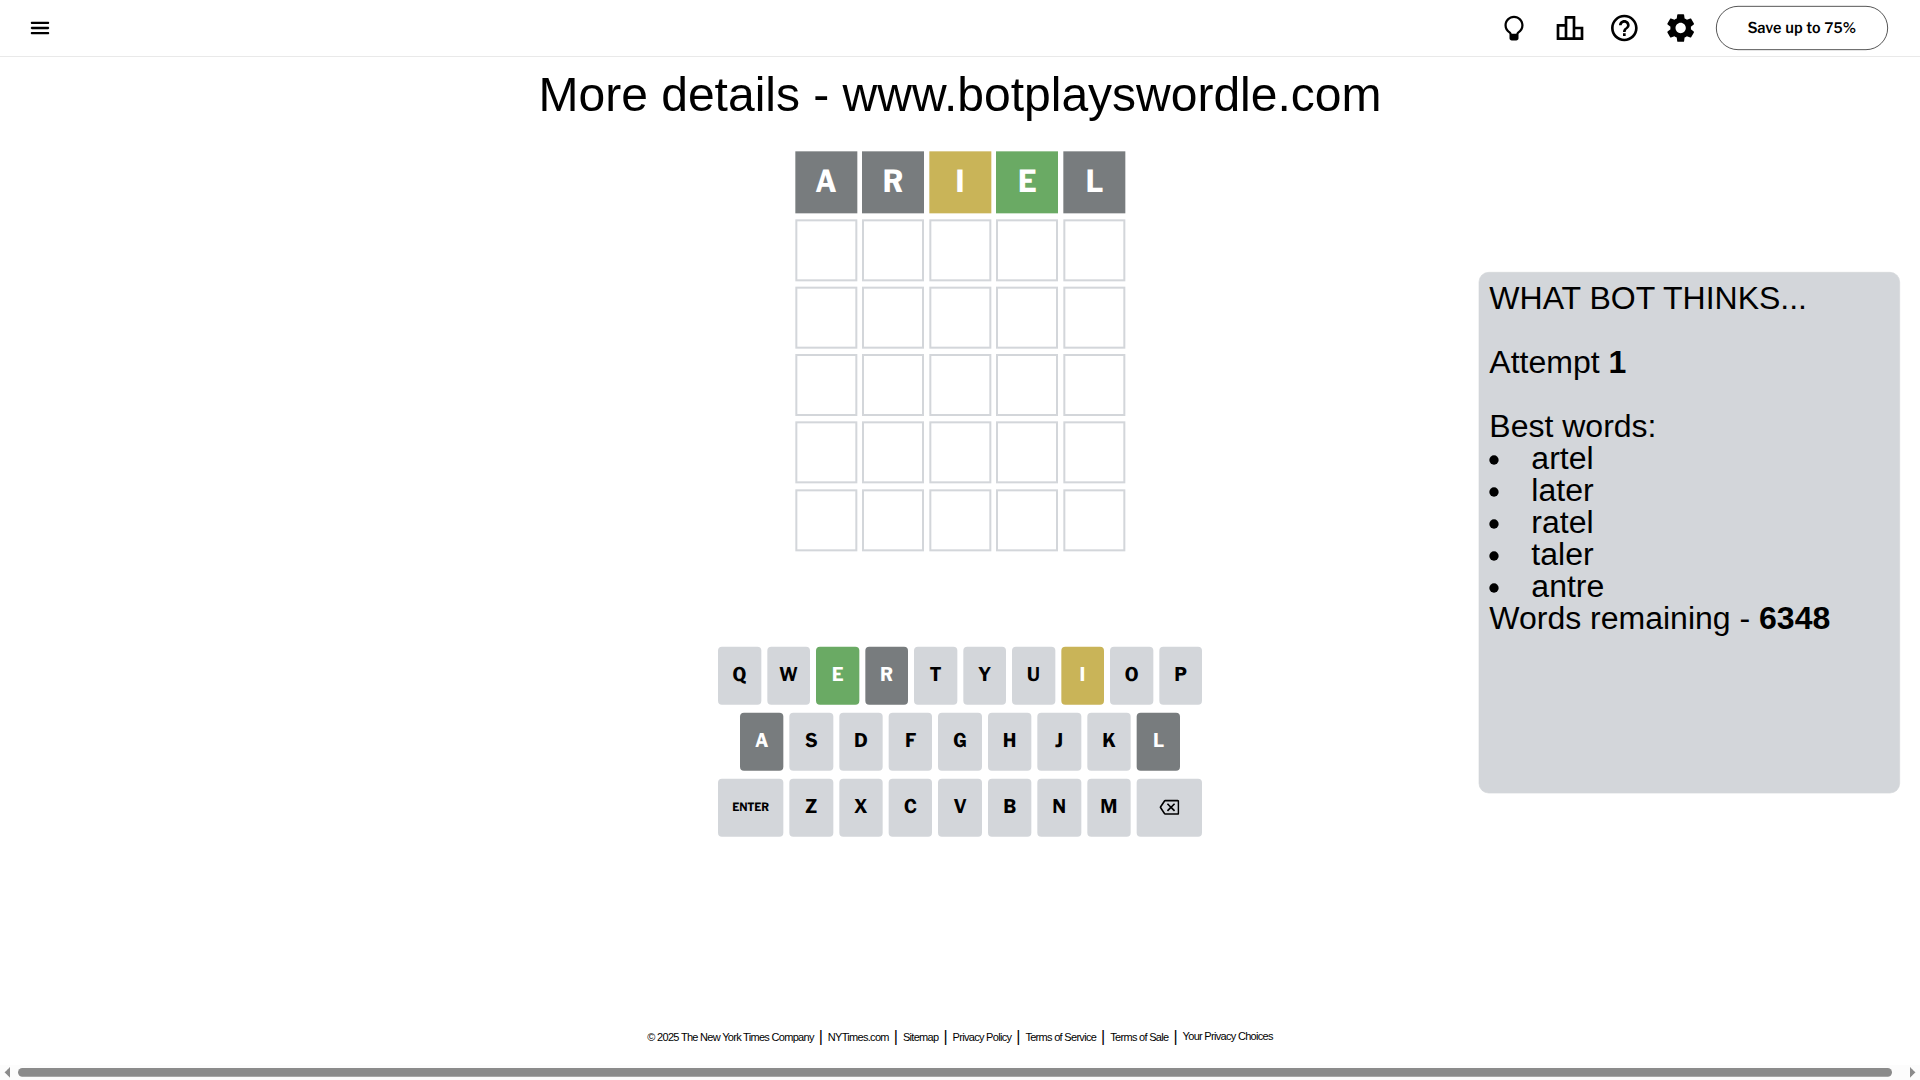 Save up to 75%
More details - www.botplayswordle.com
A R I E L
WHAT BOT THINKS...
Attempt 1
Best words:
• artel
• later
• ratel
• taler
• antre
Words remaining - 6348
Q W E R T Y U I O P
A S D F G H J K L
ENTER Z X C V B N M
© 2025 The New York Times Company | NYTimes.com | Sitemap | Privacy Policy | Terms of Service | Terms of Sale | Your Privacy Choices